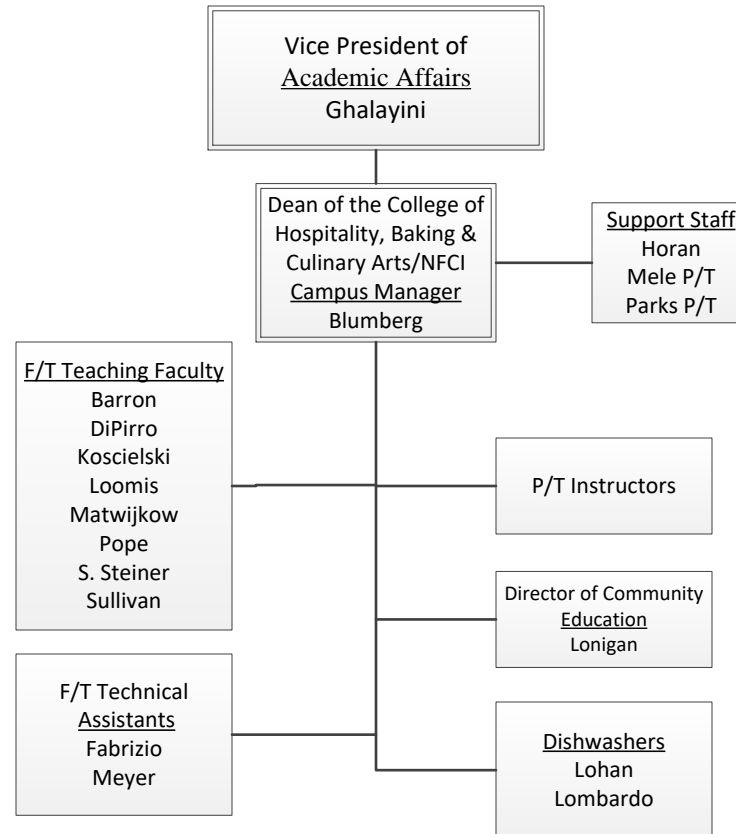 Vice President of
Academic Affairs
Ghalayini
Dean of the College of
Hospitality, Baking &
Culinary Arts/NFCI
Campus Manager
Blumberg
Support Staff
Horan
Mele P/T
Parks P/T
F/T Teaching Faculty
Barron
DiPirro
Koscielski
Loomis
Matwijkow
Pope
S. Steiner
Sullivan
P/T Instructors
Director of Community
Education
Lonigan
F/T Technical
Assistants
Fabrizio
Meyer
Dishwashers
Lohan
Lombardo